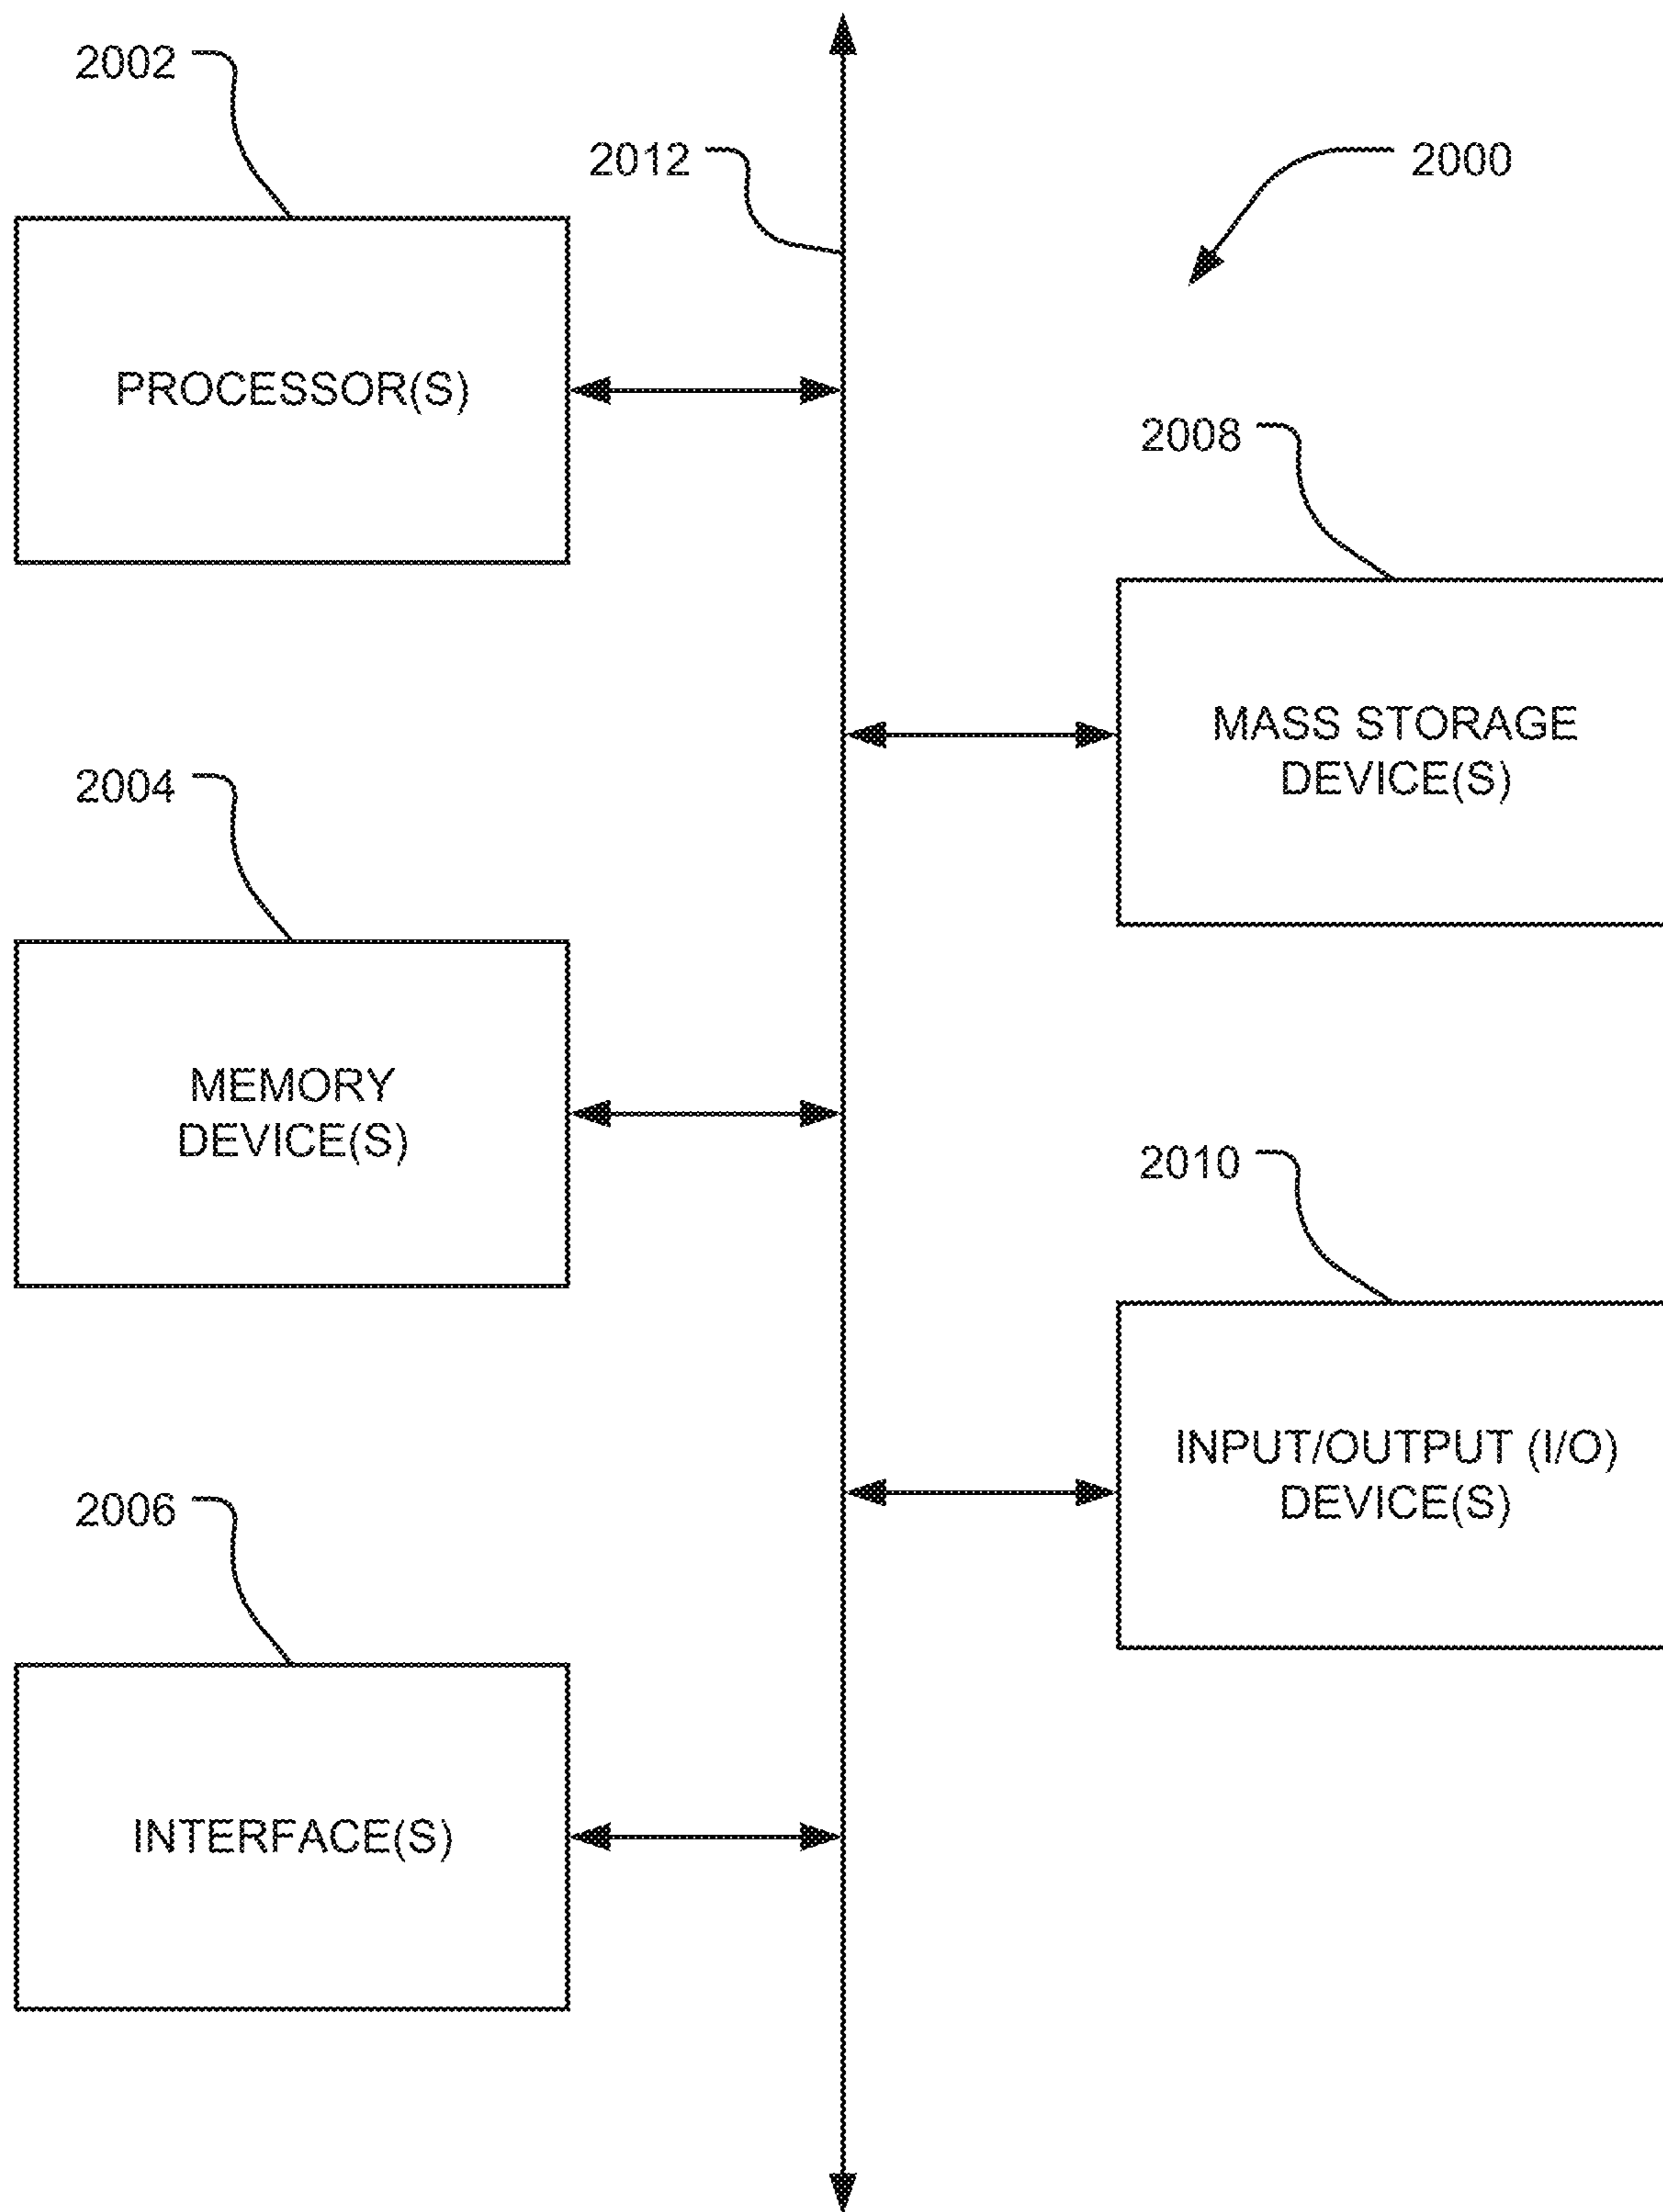 2002
2012
2000
PROCESSOR(S)
2008
MASS STORAGE
DEVICE(S)
2004
MEMORY
DEVICE(S)
2010
INPUT/OUTPUT (I/O)
DEVICE(S)
2006
INTERFACE(S)